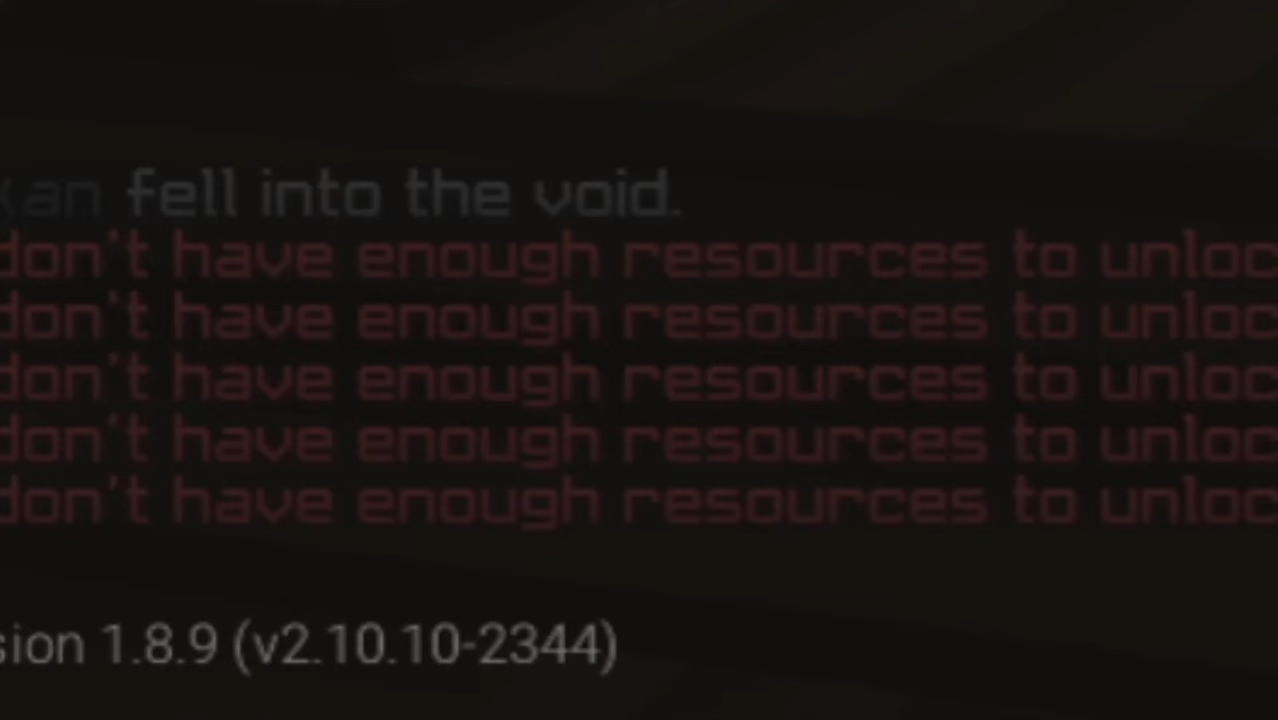 kan fell into the void.
don't have enough resources to unloc
don't have enough resources to unloc
don't have enough resources to unloc
don't have enough resources to unloc
don't have enough resources to unloc
sion 1.8.9 (v2.10.10-2344)